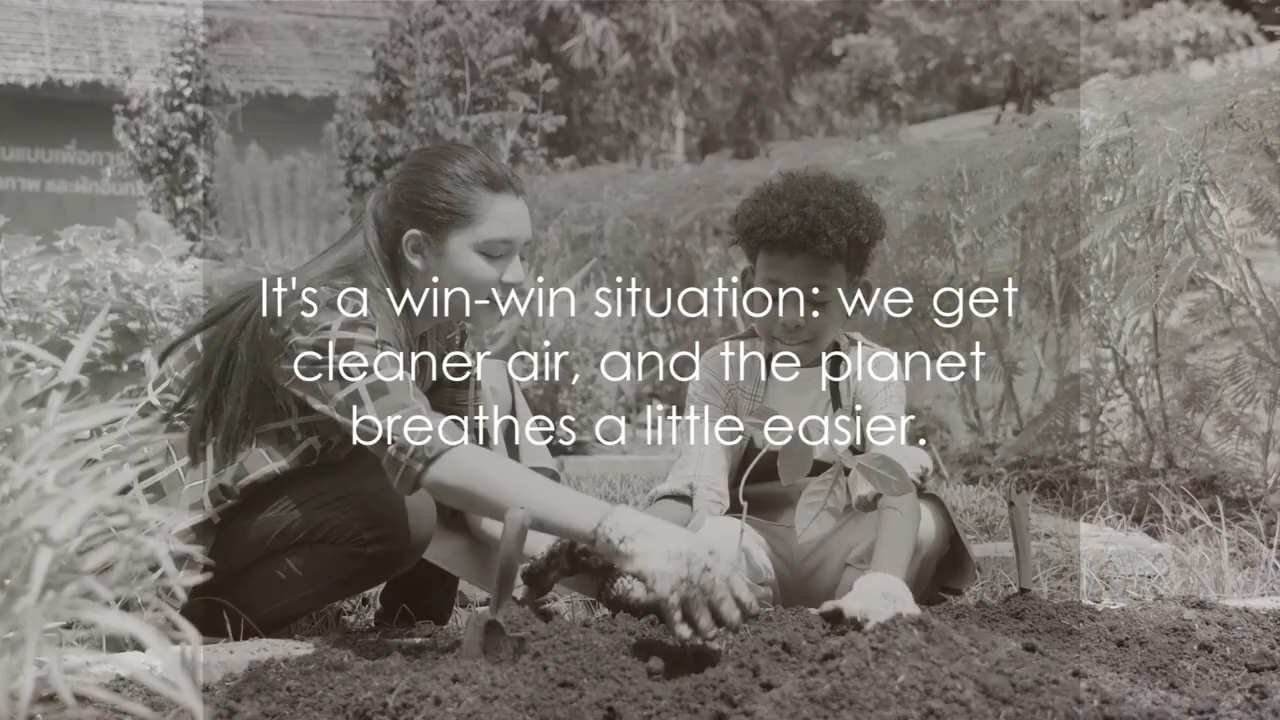 It's a win-win situation: we get
cleaner air, and the planet
breathes a little easier.